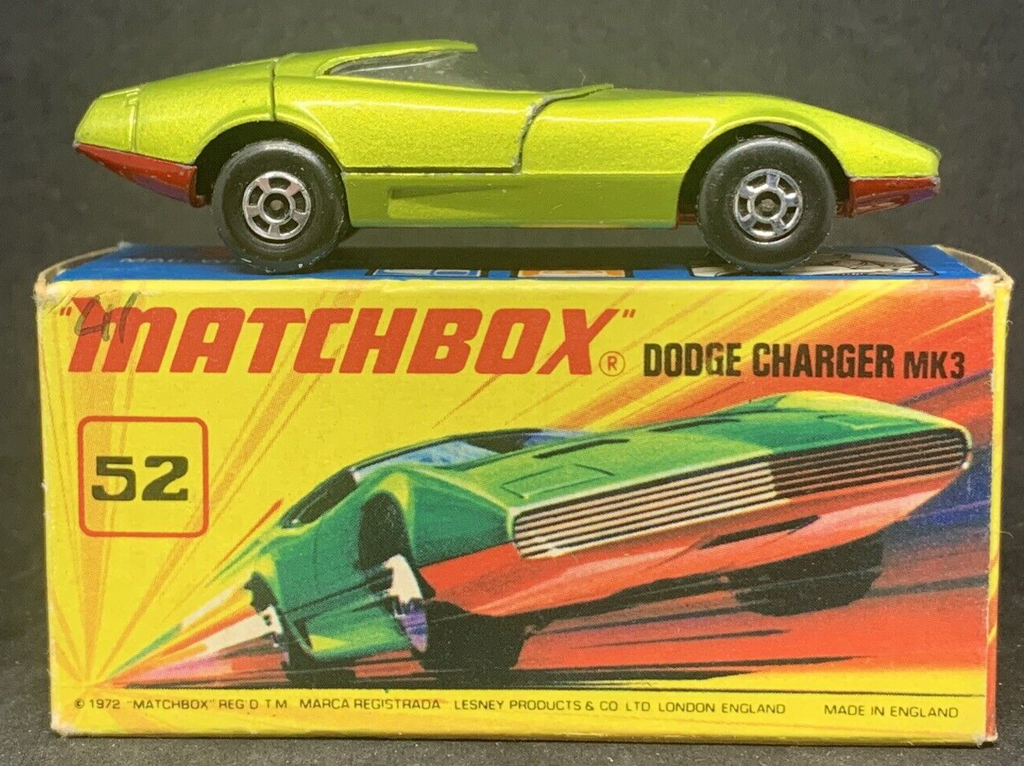 "MATCHBOX"® DODGE CHARGER MK3
52
© 1972 "MATCHBOX" REG'D T M MARCA REGISTRADA LESNEY PRODUCTS & CO LTD LONDON ENGLAND MADE IN ENGLAND